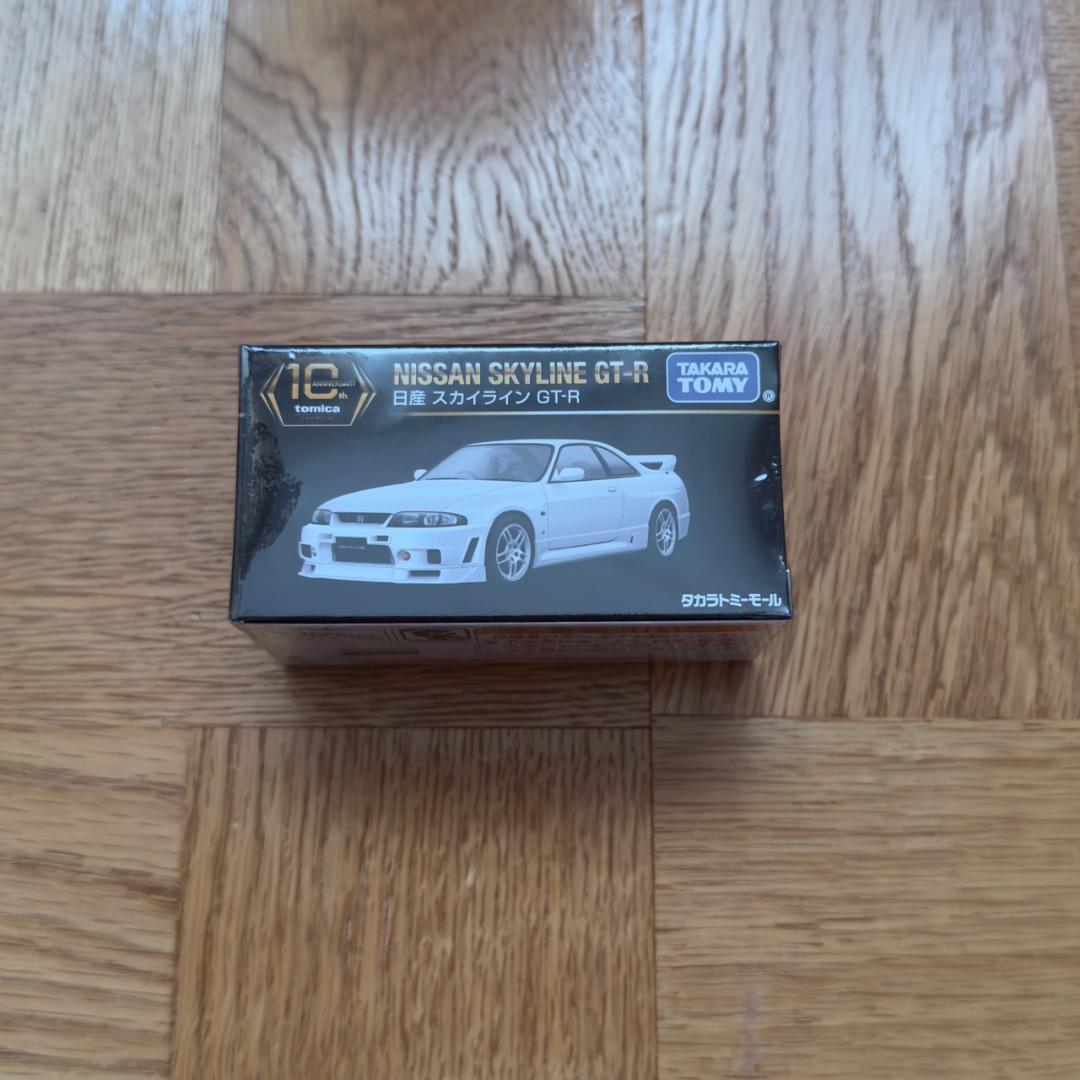 10th
ANNIVERSARY
tomica
NISSAN SKYLINE GT-R
日産 スカイライン GT-R
TAKARA
TOMY
®
タカラトミーモール